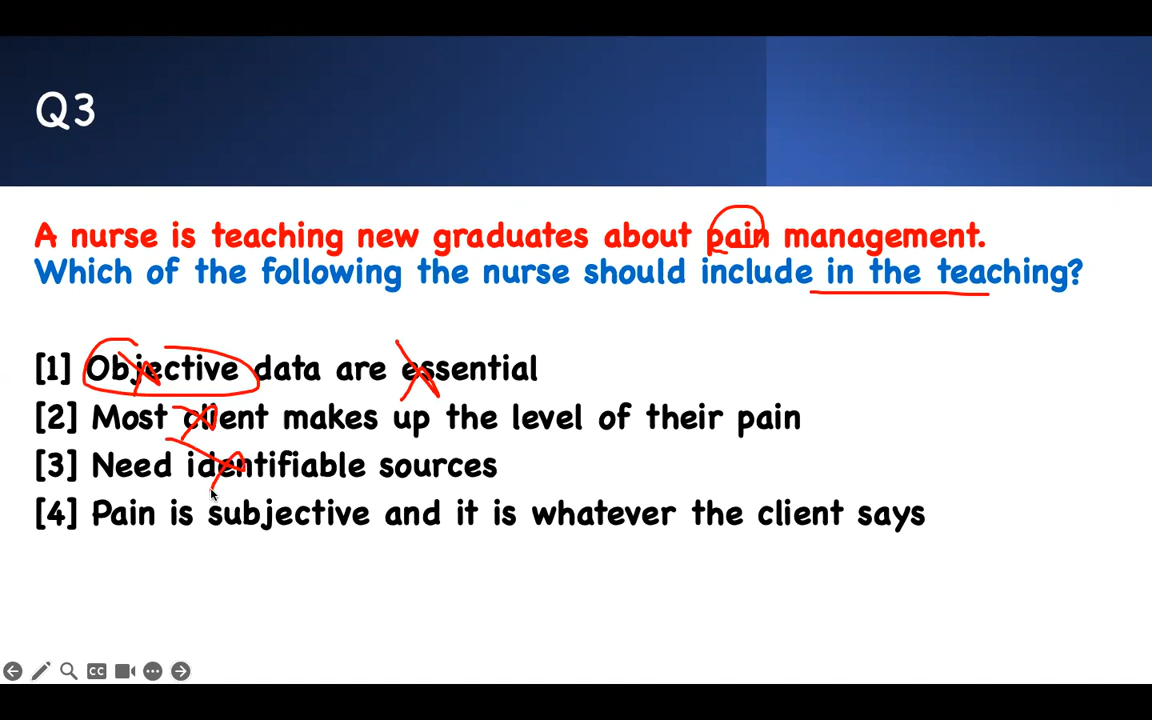 Q3
A nurse is teaching new graduates about pain management.
Which of the following the nurse should include in the teaching?
[1] Objective data are essential
[2] Most client makes up the level of their pain
[3] Need identifiable sources
[4] Pain is subjective and it is whatever the client says
CC